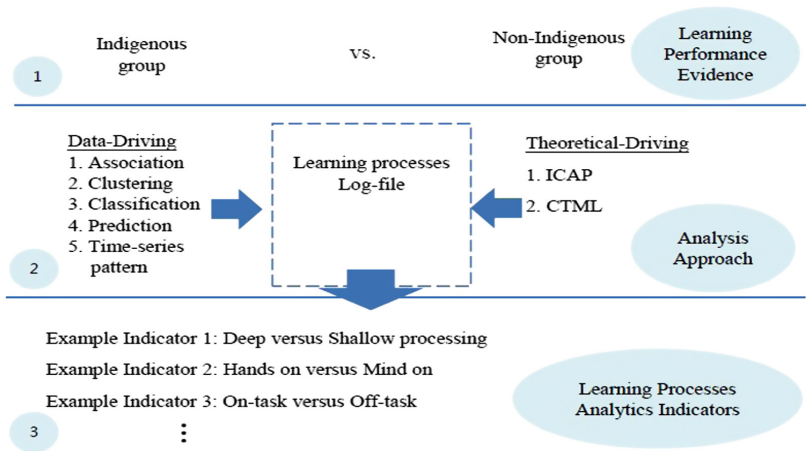 Indigenous
group
vs.
Non-Indigenous
group
Learning
Performance
Evidence
1
Data-Driving
1. Association
2. Clustering
3. Classification
4. Prediction
5. Time-series
pattern
Learning processes
Log-file
Theoretical-Driving
1. ICAP
2. CTML
Analysis
Approach
2
Example Indicator 1: Deep versus Shallow processing
Example Indicator 2: Hands on versus Mind on
Example Indicator 3: On-task versus Off-task
⋮
Learning Processes
Analytics Indicators
3